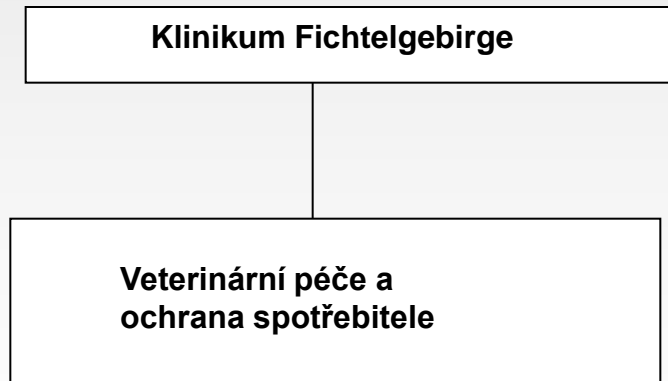 Klinikum Fichtelgebirge
Veterinární péče a
ochrana spotřebitele